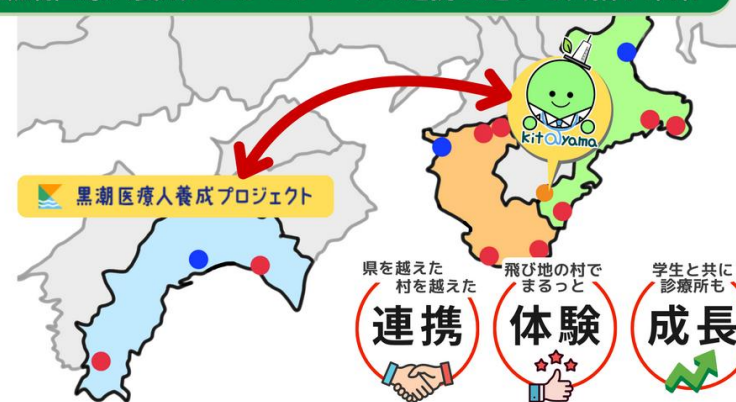 kit@yama
黒潮医療人養成プロジェクト
県を越えた
村を越えた
連携
飛び地の村で
まるっと
体験
学生と共に
診療所も
成長